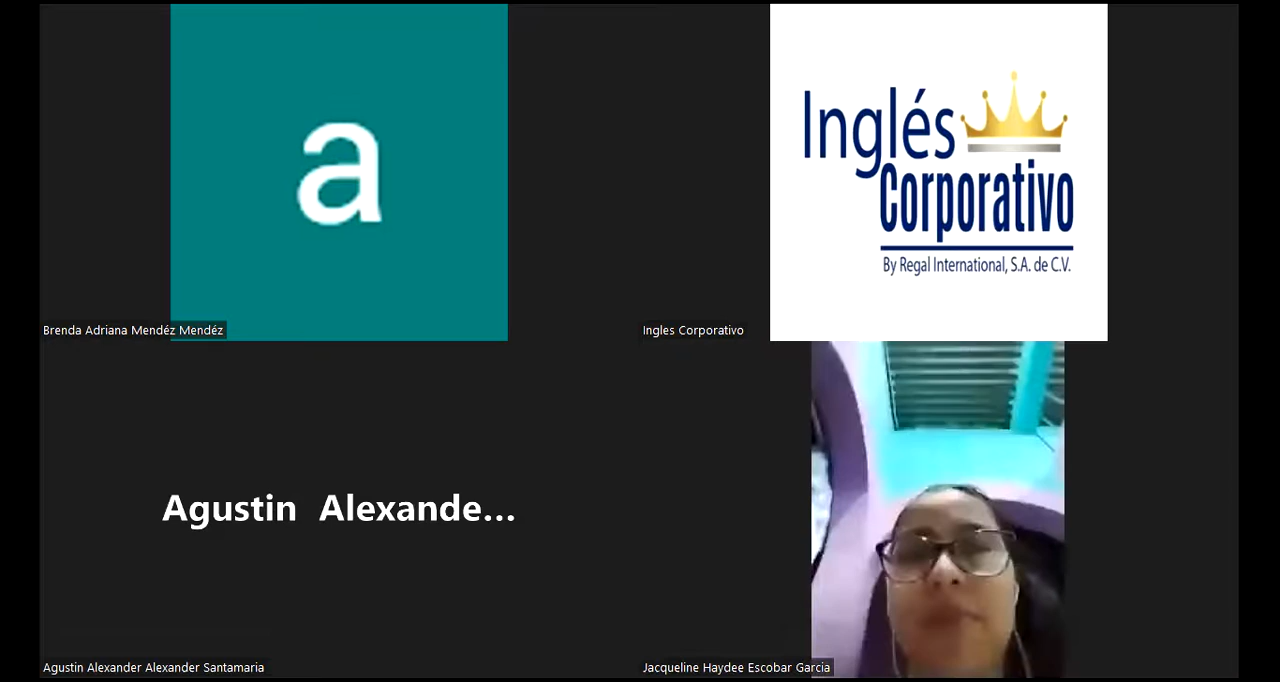 a
Brenda Adriana Mendéz Mendéz
Inglés
Corporativo
By Regal International, S.A. de C.V.
Ingles Corporativo
Agustin Alexande...
Agustin Alexander Alexander Santamaria
Jacqueline Haydee Escobar Garcia